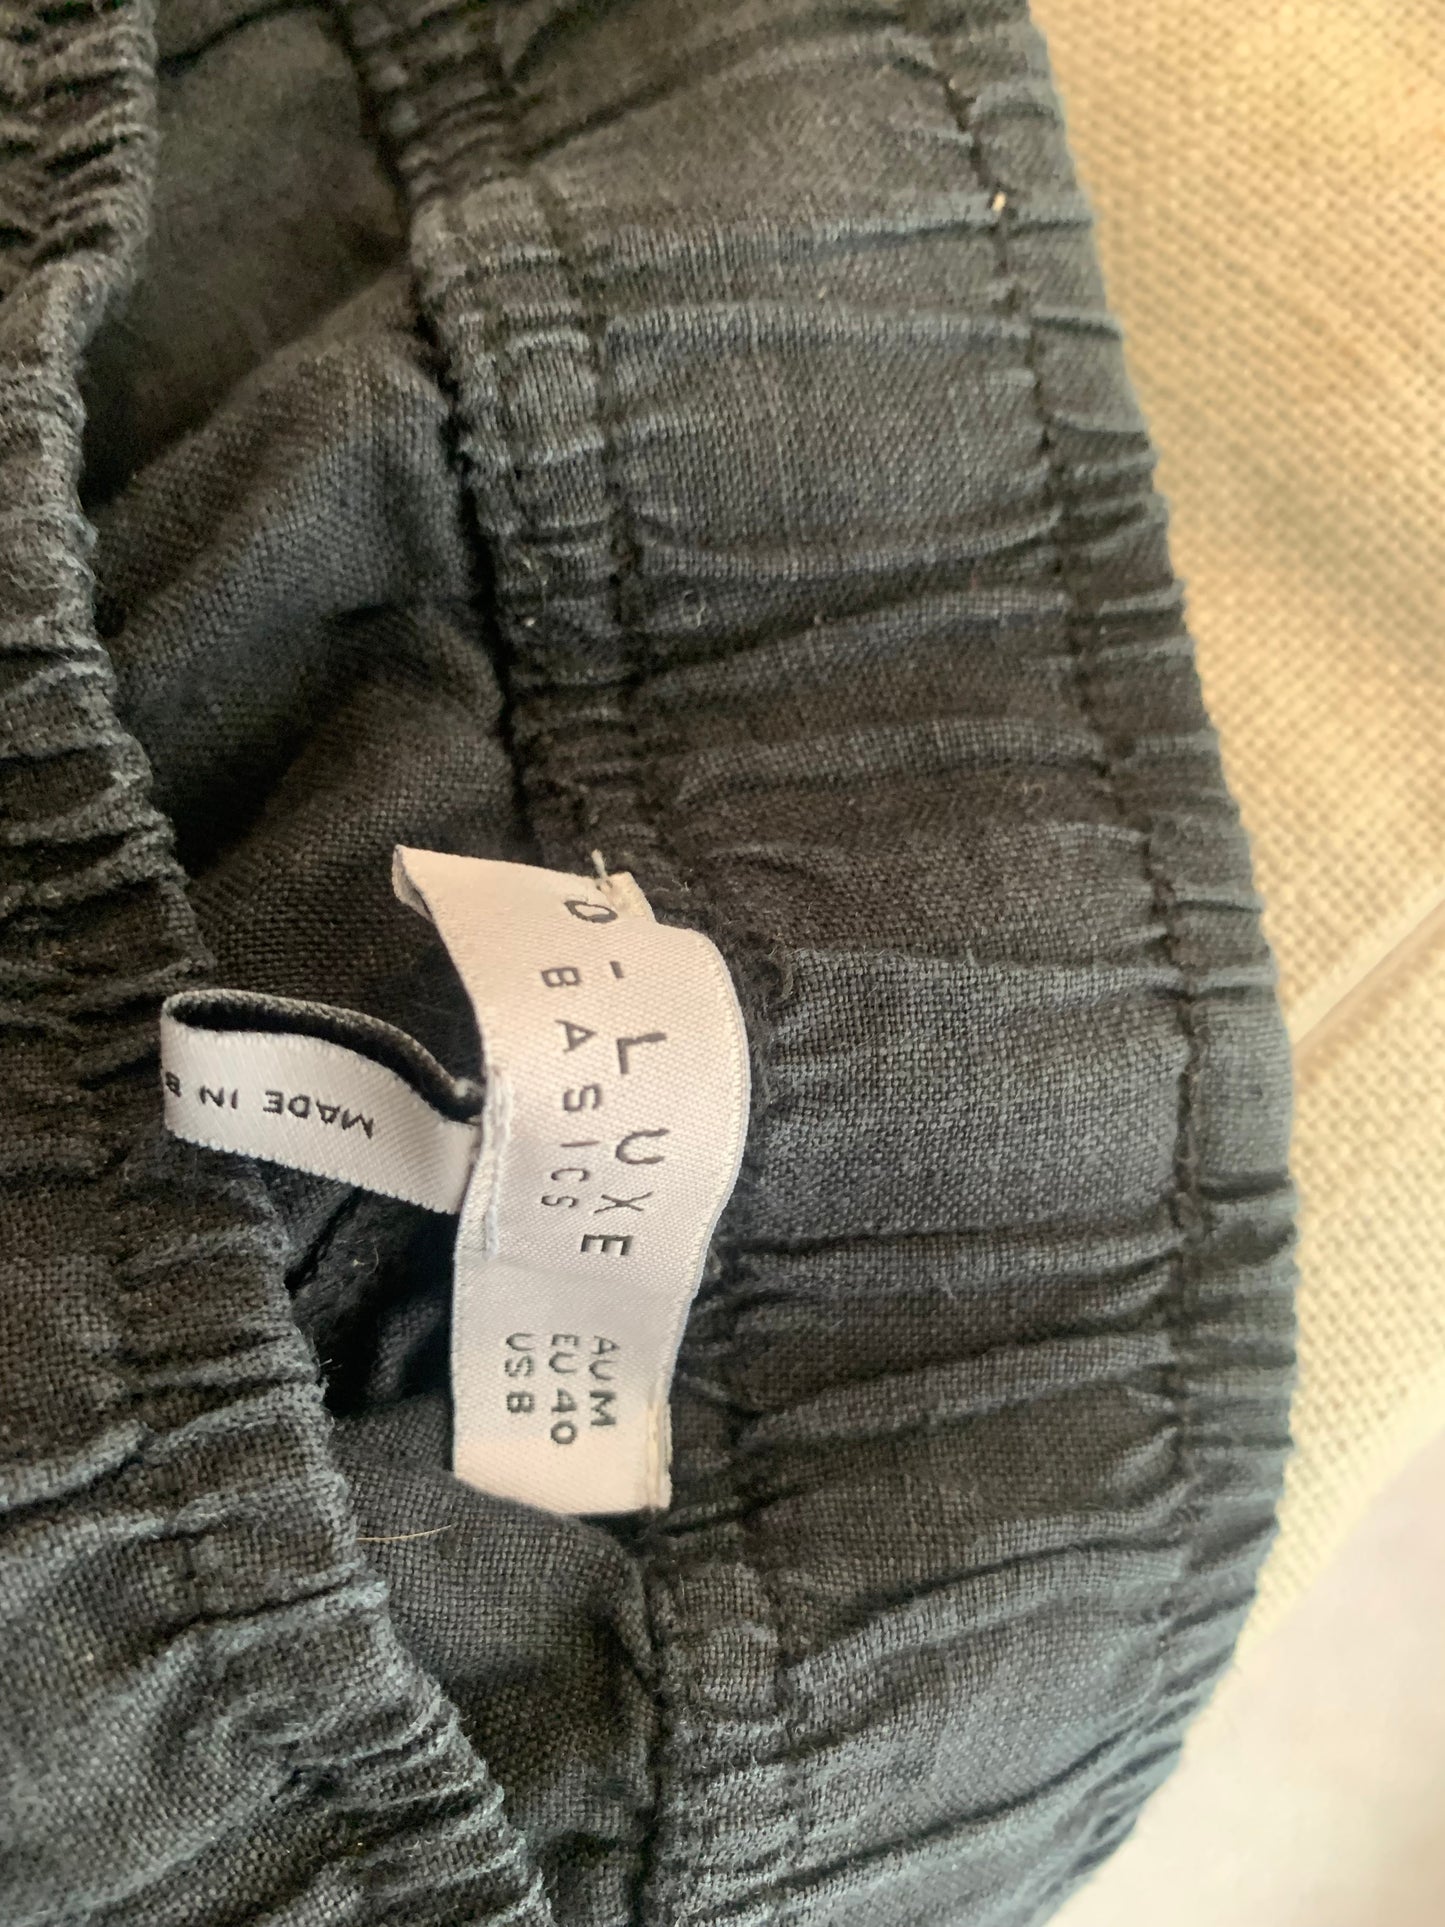 D-LUXE
BASICS
AU M
EU 40
US 8
MADE IN